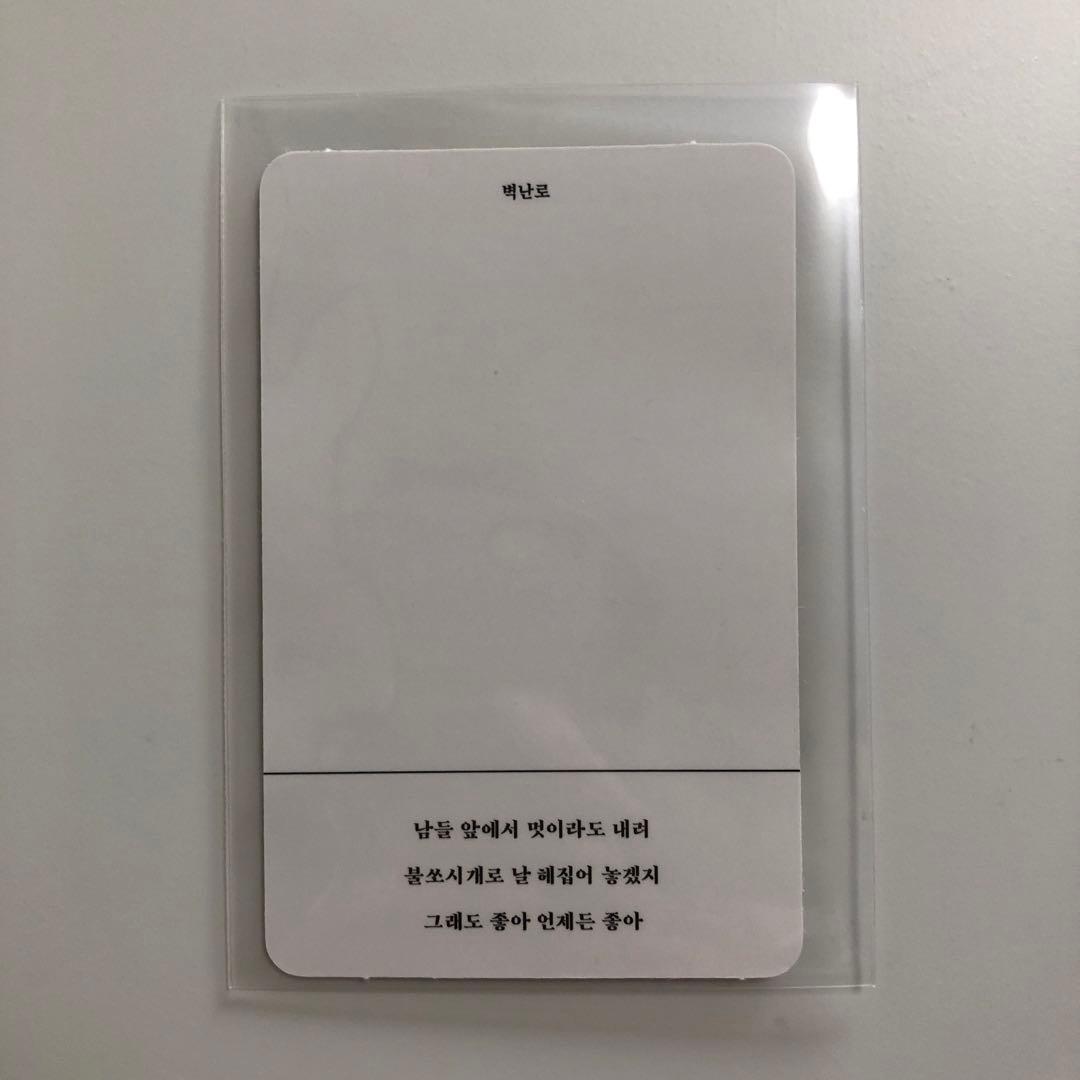 벽난로
남들 앞에서 멋이라도 내려
불쏘시개로 날 헤집어 놓겠지
그래도 좋아 언제든 좋아